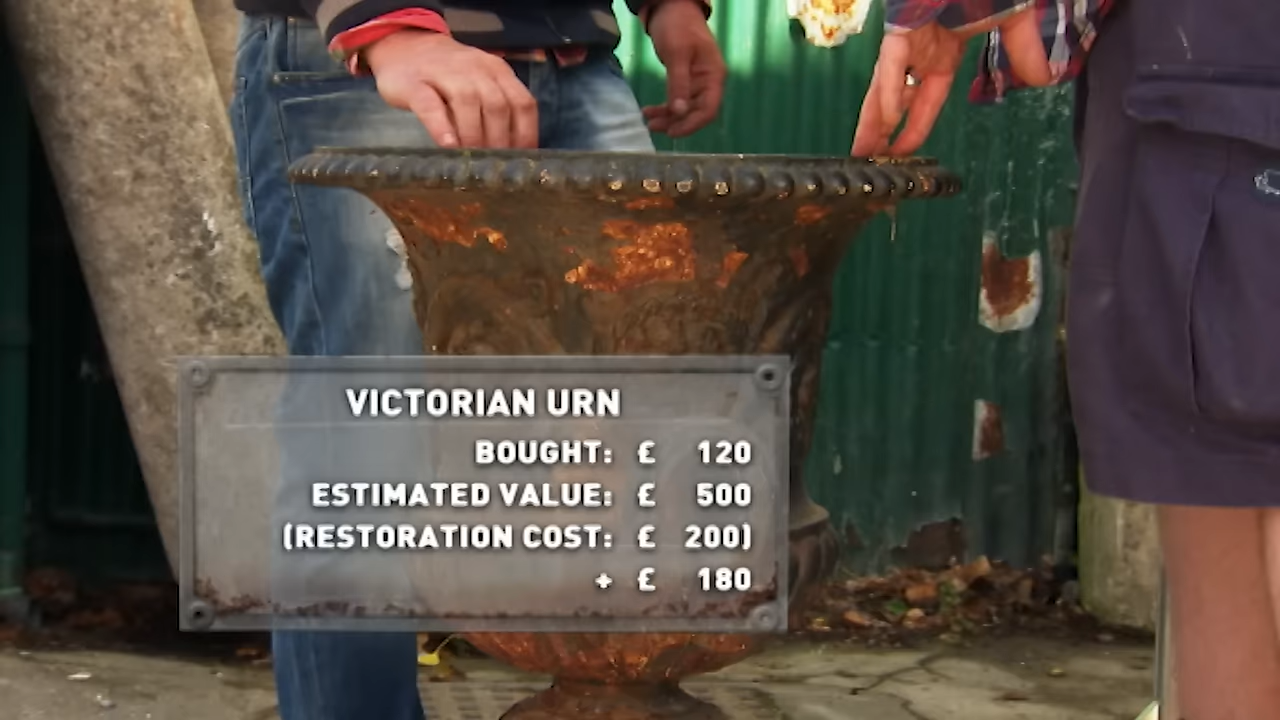 VICTORIAN URN
BOUGHT: £ 120
ESTIMATED VALUE: £ 500
(RESTORATION COST: £ 200)
+ £ 180